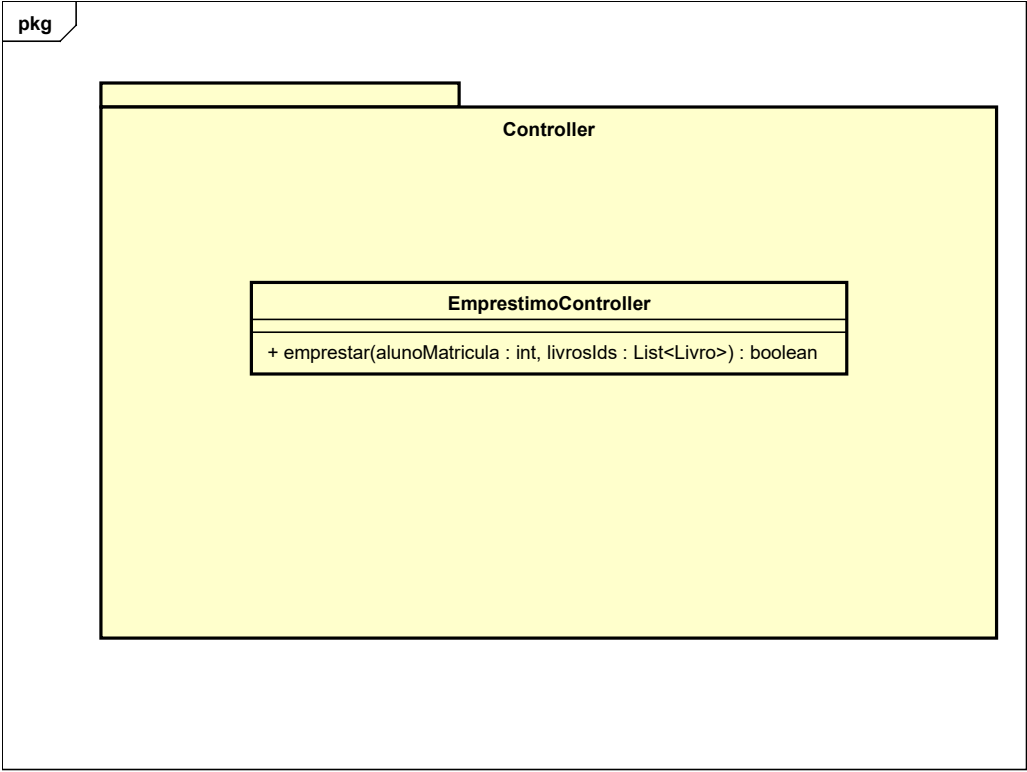 pkg
Controller
EmprestimoController
+ emprestar(alunoMatricula : int, livrosIds : List<Livro>) : boolean